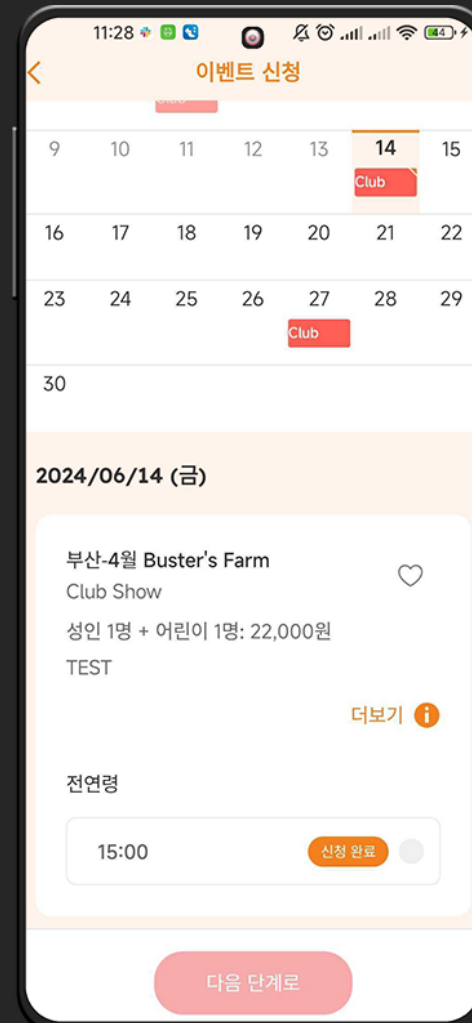 11:28 44
이벤트 신청
Club
9 10 11 12 13 14 15
Club
16 17 18 19 20 21 22
23 24 25 26 27 28 29
Club
30
2024/06/14 (금)
부산-4월 Buster's Farm
Club Show
성인 1명 + 어린이 1명: 22,000원
TEST
더보기 i
전연령
15:00 신청 완료
다음 단계로